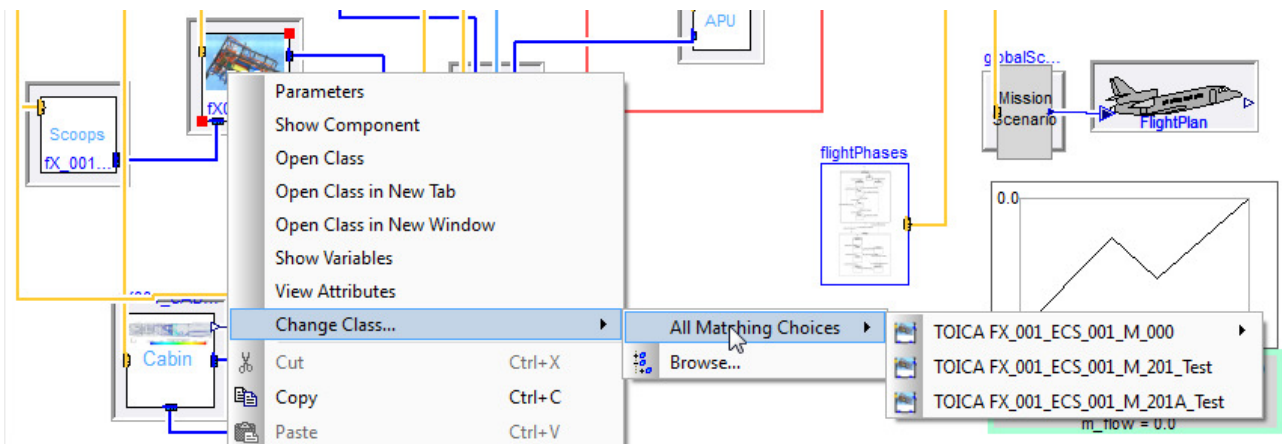 APU
globalSc...
Mission
Scenario
FlightPlan
Scoops
fX_001...
flightPhases
0.0
Parameters
Show Component
Open Class
Open Class in New Tab
Open Class in New Window
Show Variables
View Attributes
Change Class...
All Matching Choices
TOICA FX_001_ECS_001_M_000
Cabin
Cut Ctrl+X
Browse...
TOICA FX_001_ECS_001_M_201_Test
Copy Ctrl+C
TOICA FX_001_ECS_001_M_201A_Test
Paste Ctrl+V
m_flow = 0.0